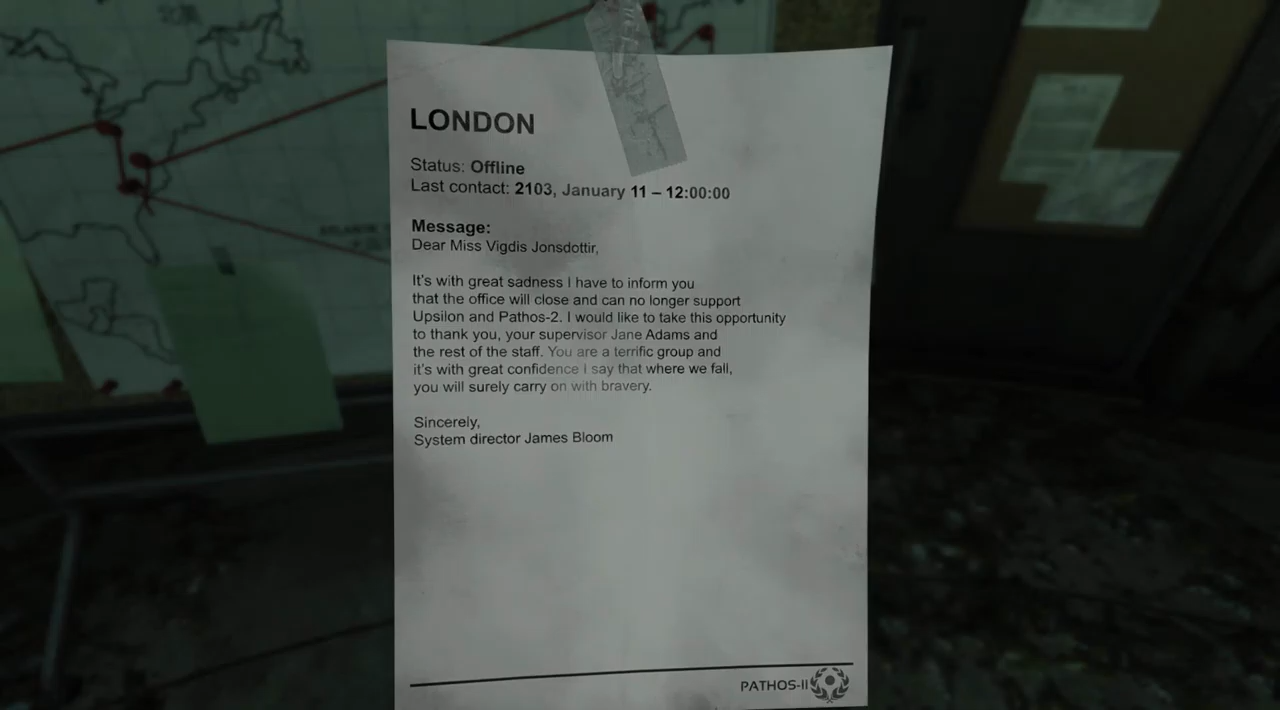 LONDON
Status: Offline
Last contact: 2103, January 11 – 12:00:00
Message:
Dear Miss Vigdis Jonsdottir,
It's with great sadness I have to inform you
that the office will close and can no longer support
Upsilon and Pathos-2. I would like to take this opportunity
to thank you, your supervisor Jane Adams and
the rest of the staff. You are a terrific group and
it's with great confidence I say that where we fall,
you will surely carry on with bravery.
Sincerely,
System director James Bloom
PATHOS-II